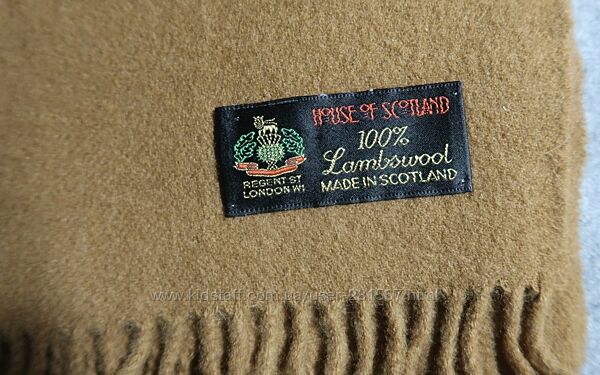 HOUSE OF SCOTLAND
100%
Lambswool
MADE IN SCOTLAND
REGENT ST
LONDON W1